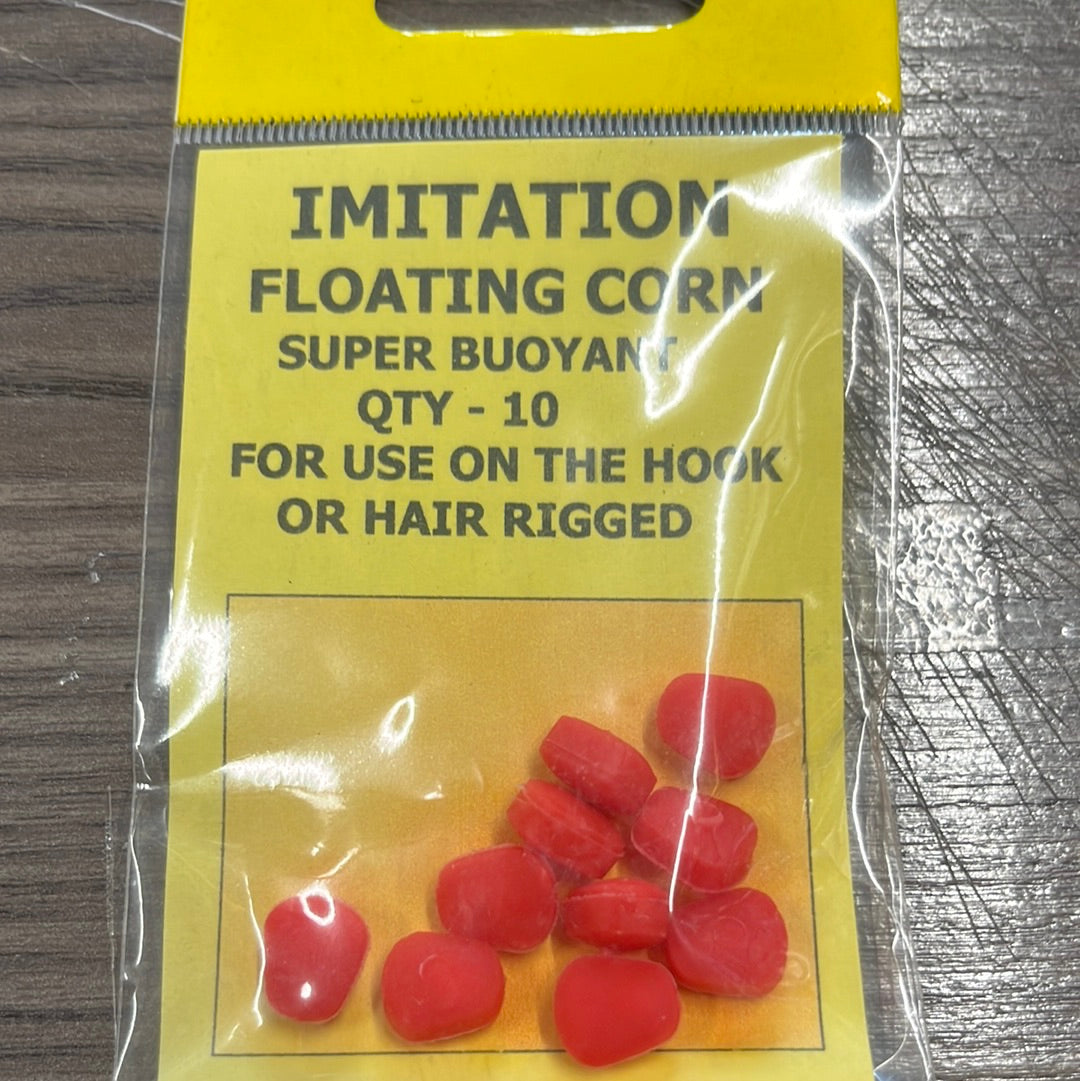 IMITATION
FLOATING CORN
SUPER BUOYANT
QTY - 10
FOR USE ON THE HOOK
OR HAIR RIGGED